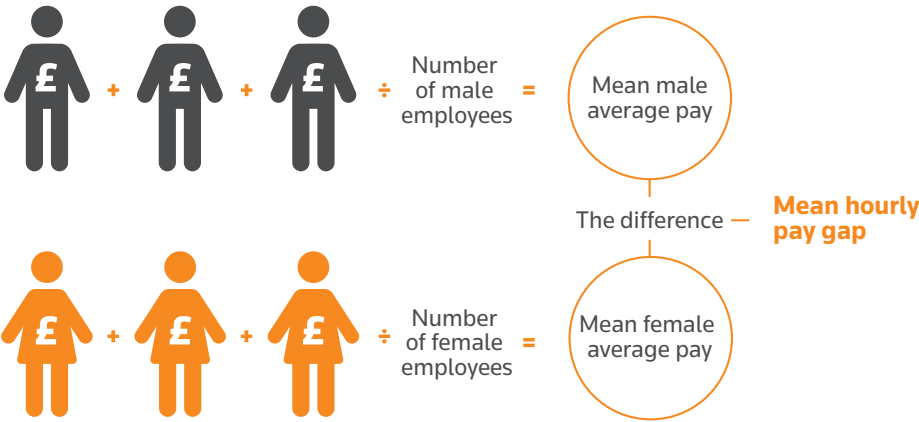 £ + £ + £ ÷ Number
of male
employees =
Mean male
average pay
The difference
Mean hourly
pay gap
£ + £ + £ ÷ Number
of female
employees =
Mean female
average pay